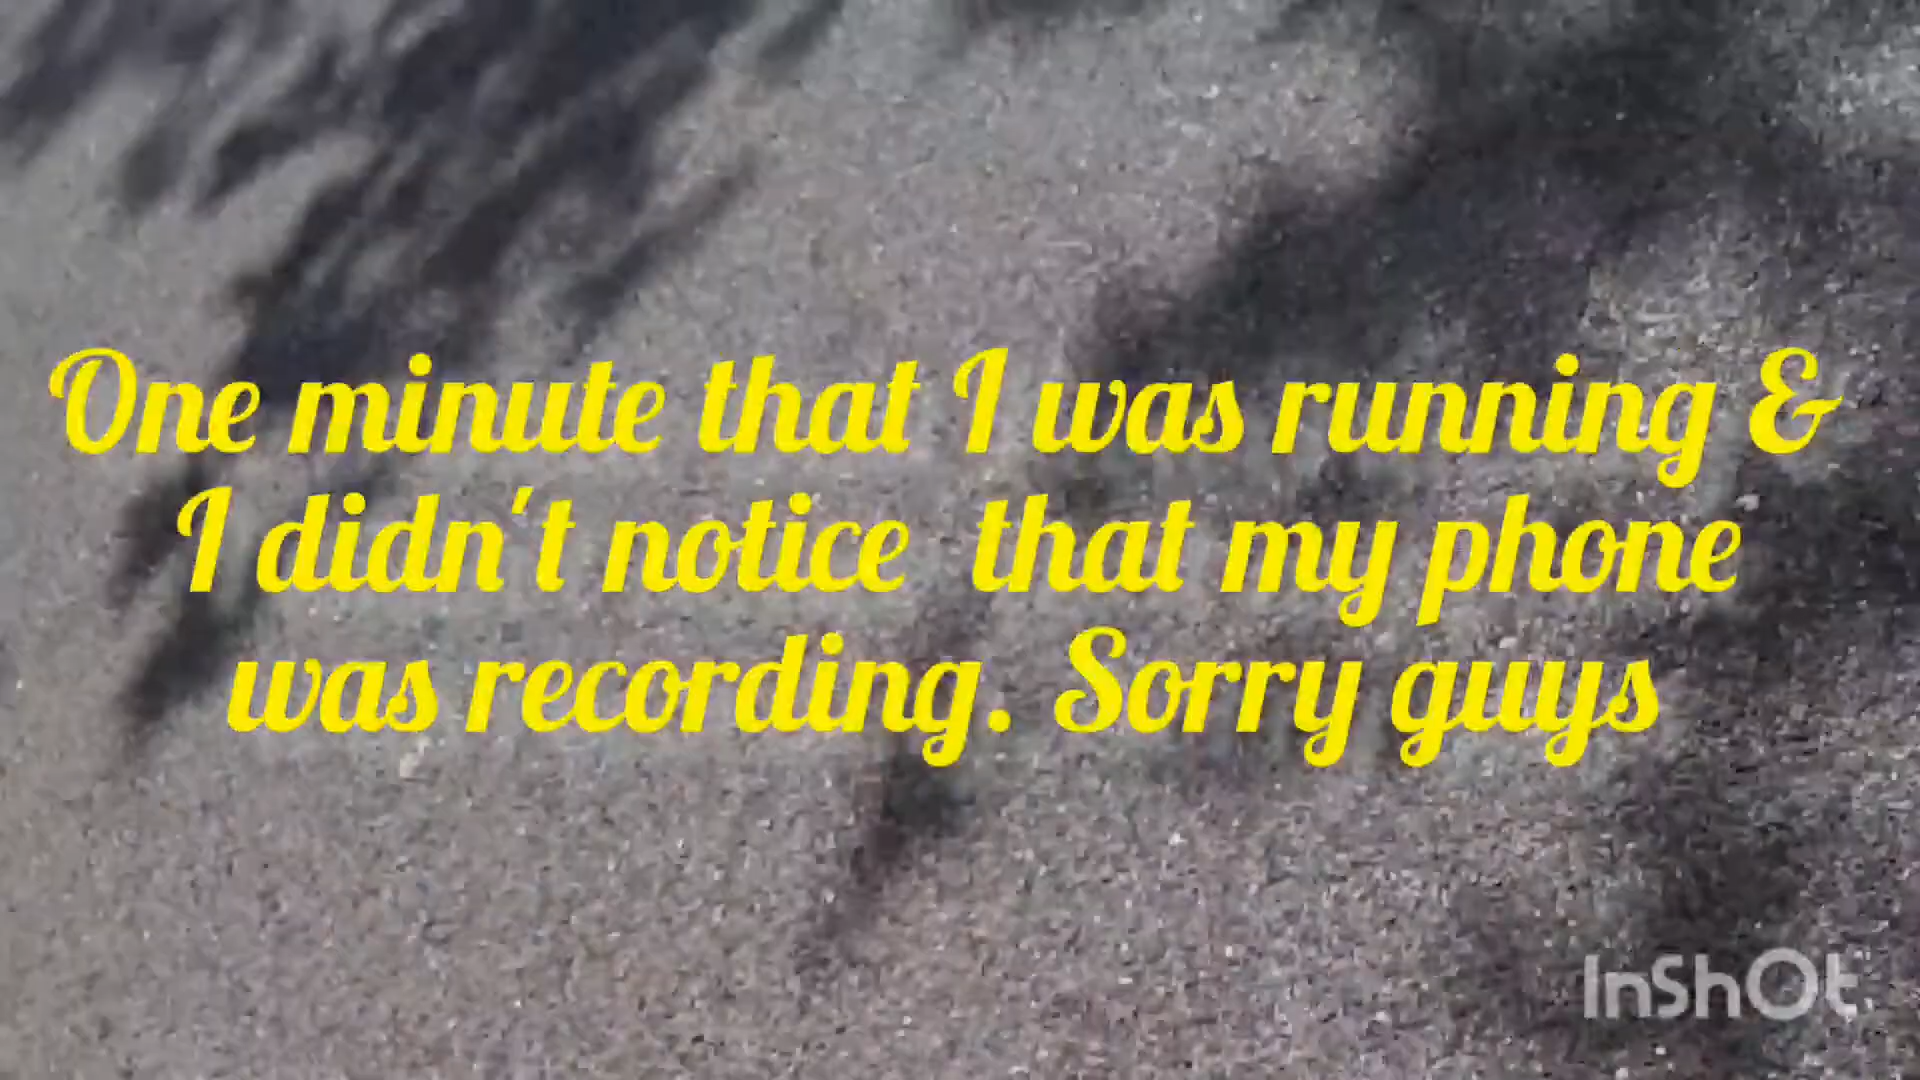 One minute that I was running &
I didn't notice  that my phone
was recording. Sorry guys
InShOt